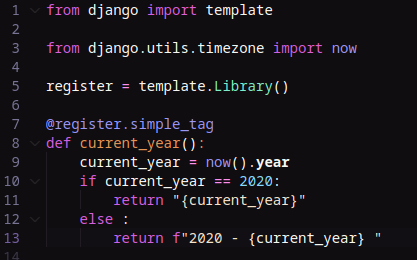 1 from django import template
2
3 from django.utils.timezone import now
4
5 register = template.Library()
6
7 @register.simple_tag
8 def current_year():
9     current_year = now().year
10     if current_year == 2020:
11         return "{current_year}"
12     else :
13         return f"2020 - {current_year} "
14